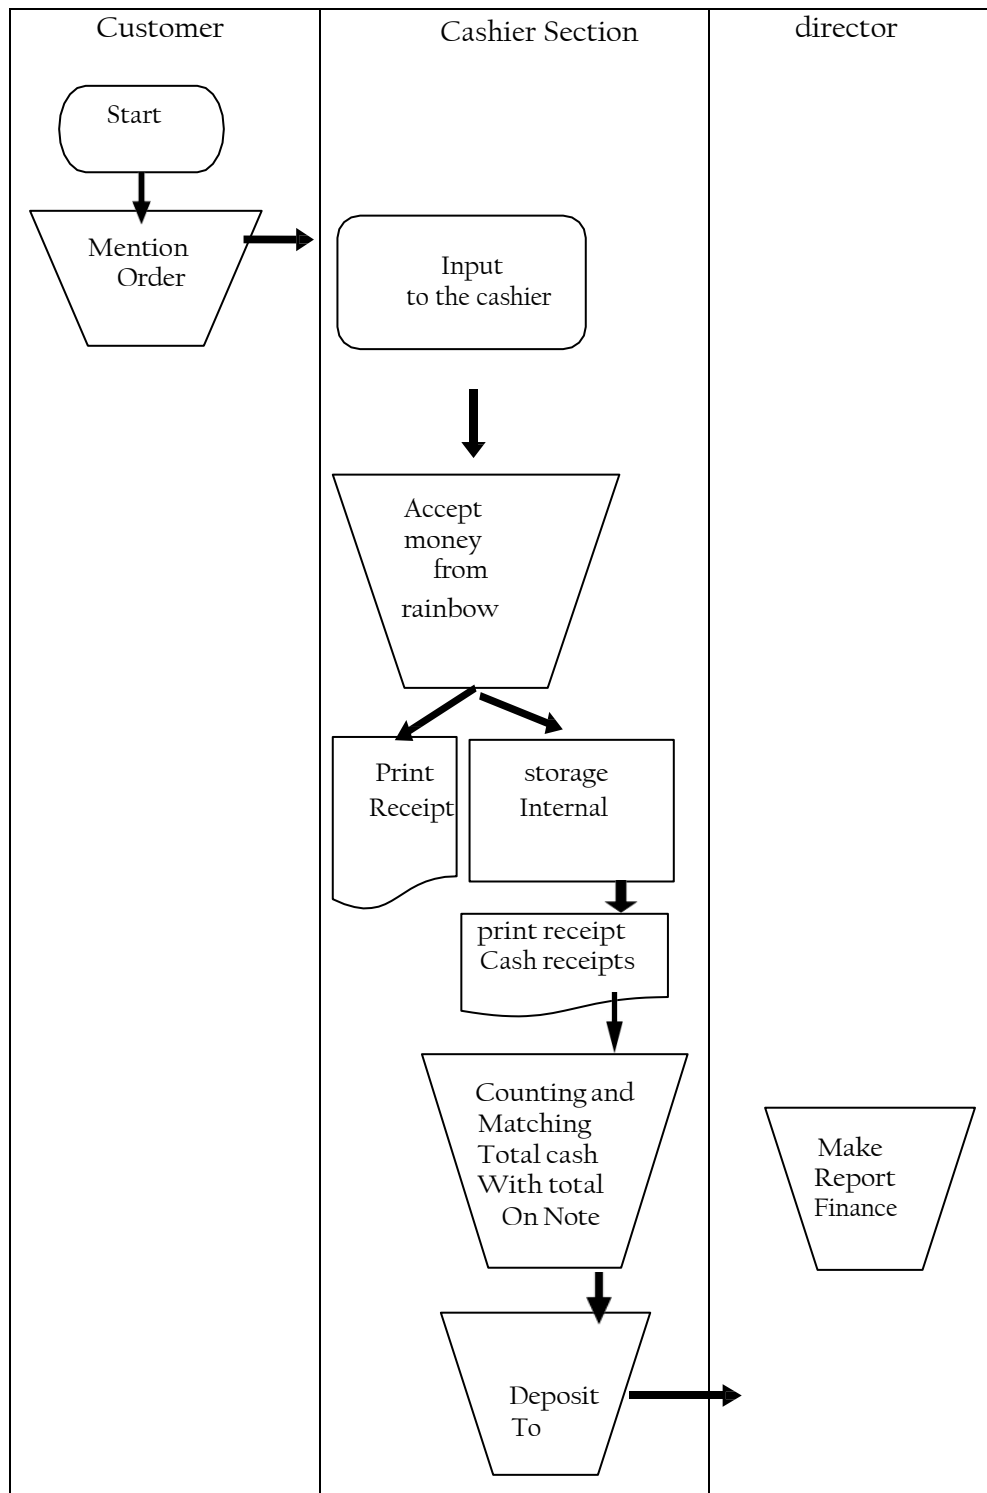 Customer
Cashier Section
director
Start
Mention
Order
Input
to the cashier
Accept
money
from
rainbow
Print
Receipt
storage
Internal
print receipt
Cash receipts
Counting and
Matching
Total cash
With total
On Note
Make
Report
Finance
Deposit
To